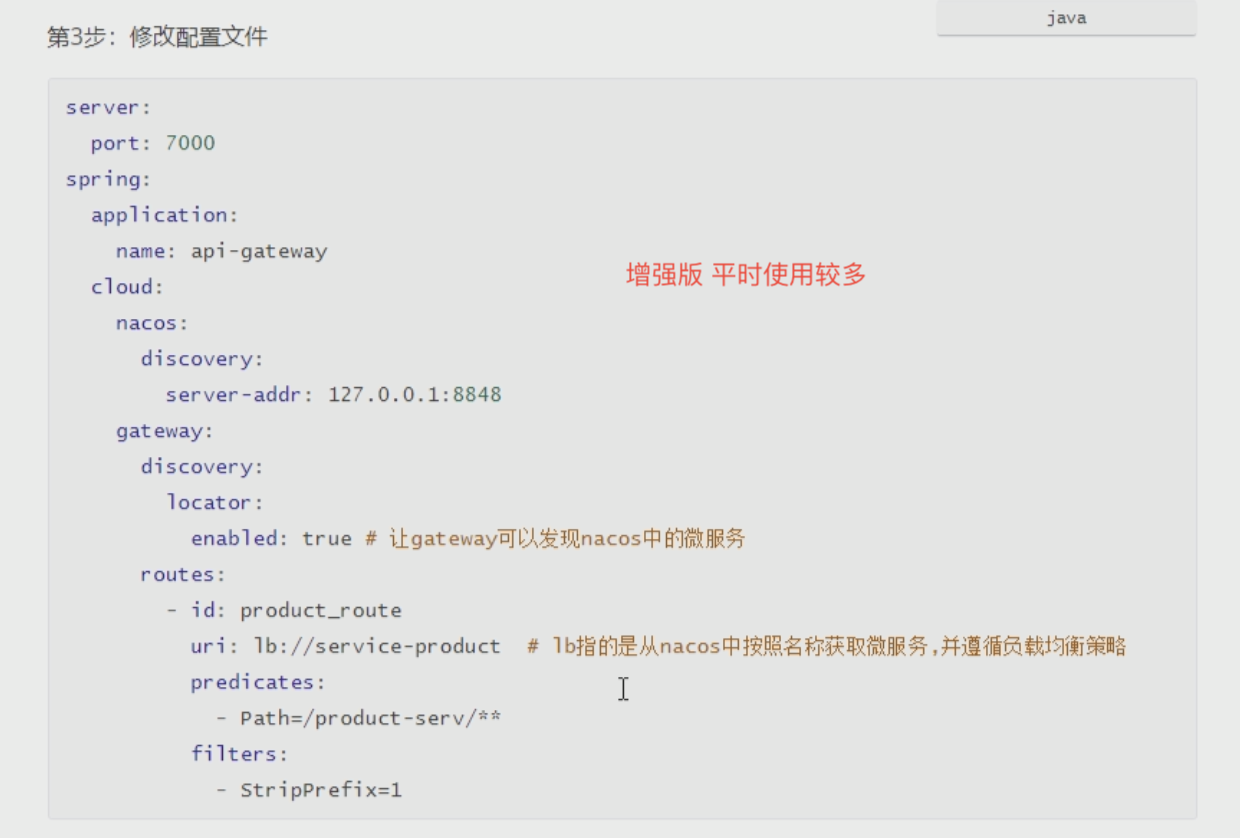 第3步：修改配置文件
java
server:
  port: 7000
spring:
  application:
    name: api-gateway
增强版 平时使用较多
  cloud:
    nacos:
      discovery:
        server-addr: 127.0.0.1:8848
    gateway:
      discovery:
        locator:
          enabled: true # 让gateway可以发现nacos中的微服务
      routes:
        - id: product_route
          uri: lb://service-product  # lb指的是从nacos中按照名称获取微服务,并遵循负载均衡策略
          predicates:
            - Path=/product-serv/**
          filters:
            - StripPrefix=1